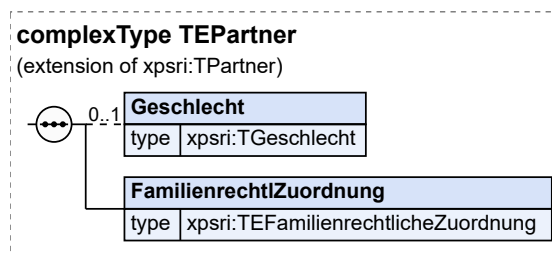 complexType TEPartner
(extension of xpsri:TPartner)
0..1
Geschlecht
type xpsri:TGeschlecht
FamilienrechtlZuordnung
type xpsri:TEFamilienrechtlicheZuordnung